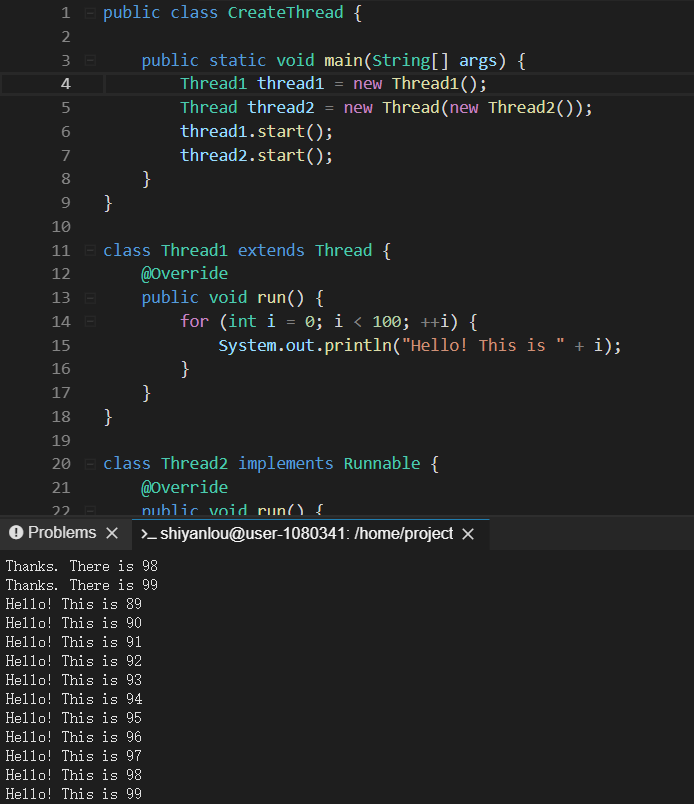 1 public class CreateThread {
2
3 public static void main(String[] args) {
4 Thread1 thread1 = new Thread1();
5 Thread thread2 = new Thread(new Thread2());
6 thread1.start();
7 thread2.start();
8 }
9 }
10
11 class Thread1 extends Thread {
12 @Override
13 public void run() {
14 for (int i = 0; i < 100; ++i) {
15 System.out.println("Hello! This is " + i);
16 }
17 }
18 }
19
20 class Thread2 implements Runnable {
21 @Override
22 public void run() {
Problems
shiyanlou@user-1080341: /home/project
Thanks. There is 98
Thanks. There is 99
Hello! This is 89
Hello! This is 90
Hello! This is 91
Hello! This is 92
Hello! This is 93
Hello! This is 94
Hello! This is 95
Hello! This is 96
Hello! This is 97
Hello! This is 98
Hello! This is 99